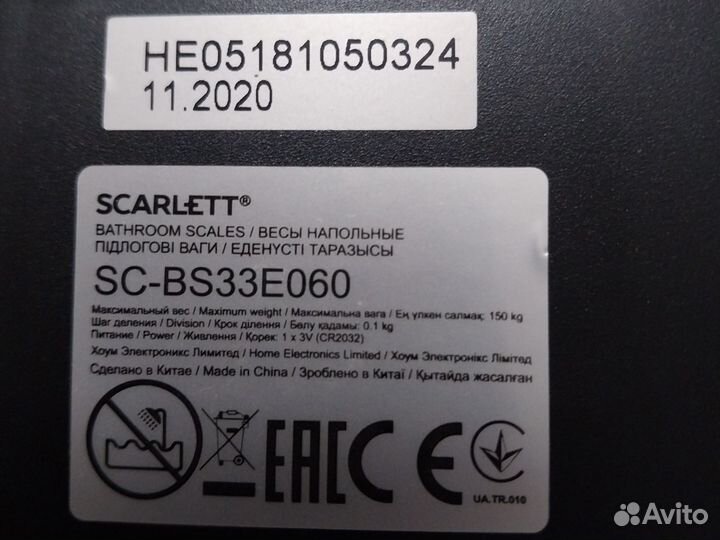 HE05181050324
11.2020
SCARLETT®
BATHROOM SCALES / ВЕСЫ НАПОЛЬНЫЕ
ПІДЛОГОВІ ВАГИ / ЕДЕНҮСТІ ТАРАЗЫСЫ
SC-BS33E060
Максимальный вес / Maximum weight / Максимальна вага / Ең үлкен салмақ: 150 kg
Шаг деления / Division / Крок ділення / Бөлу қадамы: 0.1 kg
Питание / Power / Живлення / Қорек: 1 x 3V (CR2032)
Хоум Электроникс Лимитед / Home Electronics Limited / Хоум Электронікс Лімітед
Сделано в Китае / Made in China / Зроблено в Китаї / Қытайда жасалған
EAC CE
UA.TR.010
Avito